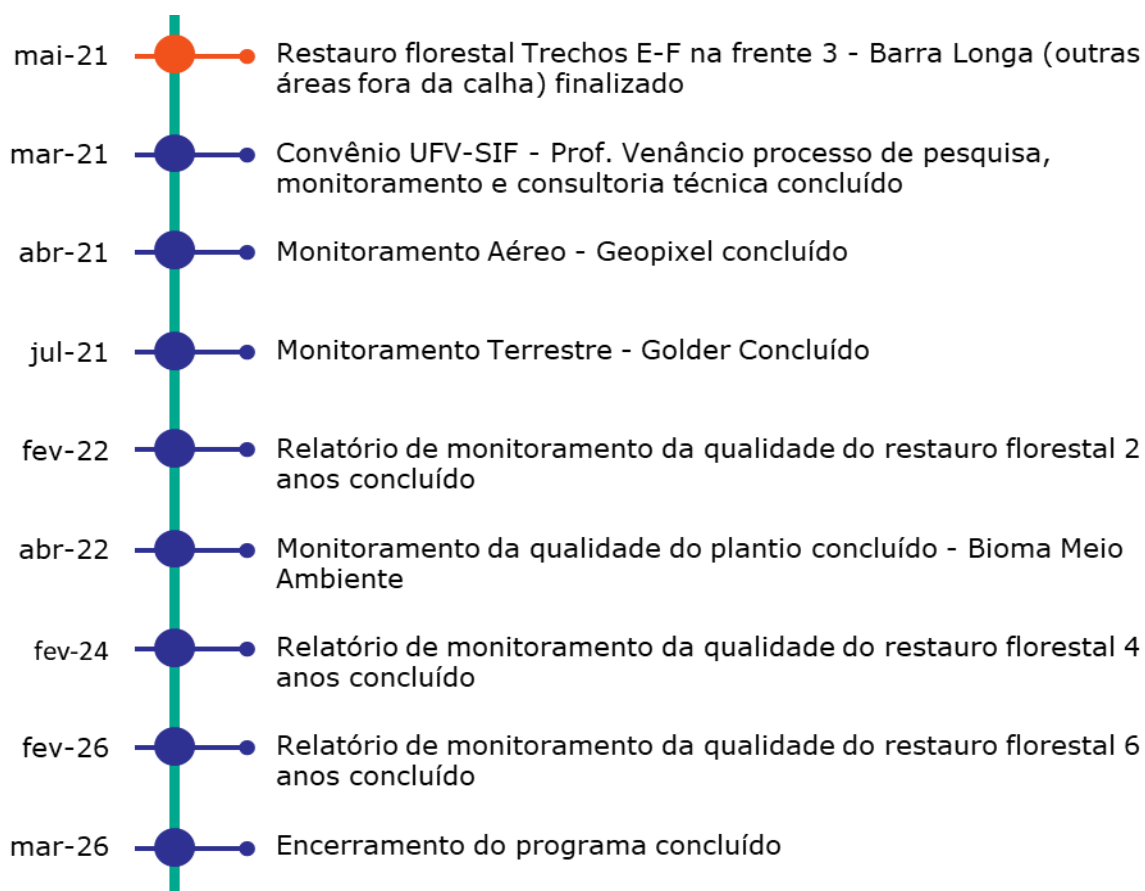 mai-21
Restauro florestal Trechos E-F na frente 3 - Barra Longa (outras
áreas fora da calha) finalizado
mar-21
Convênio UFV-SIF - Prof. Venâncio processo de pesquisa,
monitoramento e consultoria técnica concluído
abr-21
Monitoramento Aéreo - Geopixel concluído
jul-21
Monitoramento Terrestre - Golder Concluído
fev-22
Relatório de monitoramento da qualidade do restauro florestal 2
anos concluído
abr-22
Monitoramento da qualidade do plantio concluído - Bioma Meio
Ambiente
fev-24
Relatório de monitoramento da qualidade do restauro florestal 4
anos concluído
fev-26
Relatório de monitoramento da qualidade do restauro florestal 6
anos concluído
mar-26
Encerramento do programa concluído